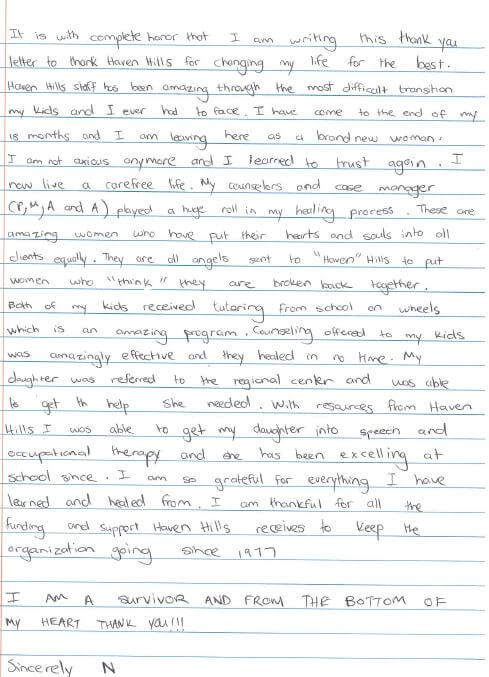 It is with complete honor that I am writing this thank you
letter to thank Haven Hills for changing my life for the best.
Haven Hills staff has been amazing through the most difficult transition
my kids and I ever had to face. I have come to the end of my
18 months and I am leaving here as a brand new woman.
I am not axious anymore and I learned to trust again. I
now live a carefree life. My counselors and case manager
(P, M, A and A) played a huge roll in my healing process. These are
amazing women who have put their hearts and souls into all
clients equally. They are all angels sent to "Haven" Hills to put
women who "think" they are broken back together.
Both of my kids received tutoring from school on wheels
which is an amazing program. Counseling offered to my kids
was amazingly effective and they healed in no time. My
daughter was referred to the regional center and was able
to get th help she needed. With resources from Haven
Hills I was able to get my daughter into speech and
occupational therapy and she has been excelling at
school since. I am so grateful for everything I have
learned and healed from. I am thankful for all the
funding and support Haven Hills receives to keep the
organization going since 1977
I AM A SURVIVOR AND FROM THE BOTTOM OF
MY HEART THANK YOU!!!
Sincerely N